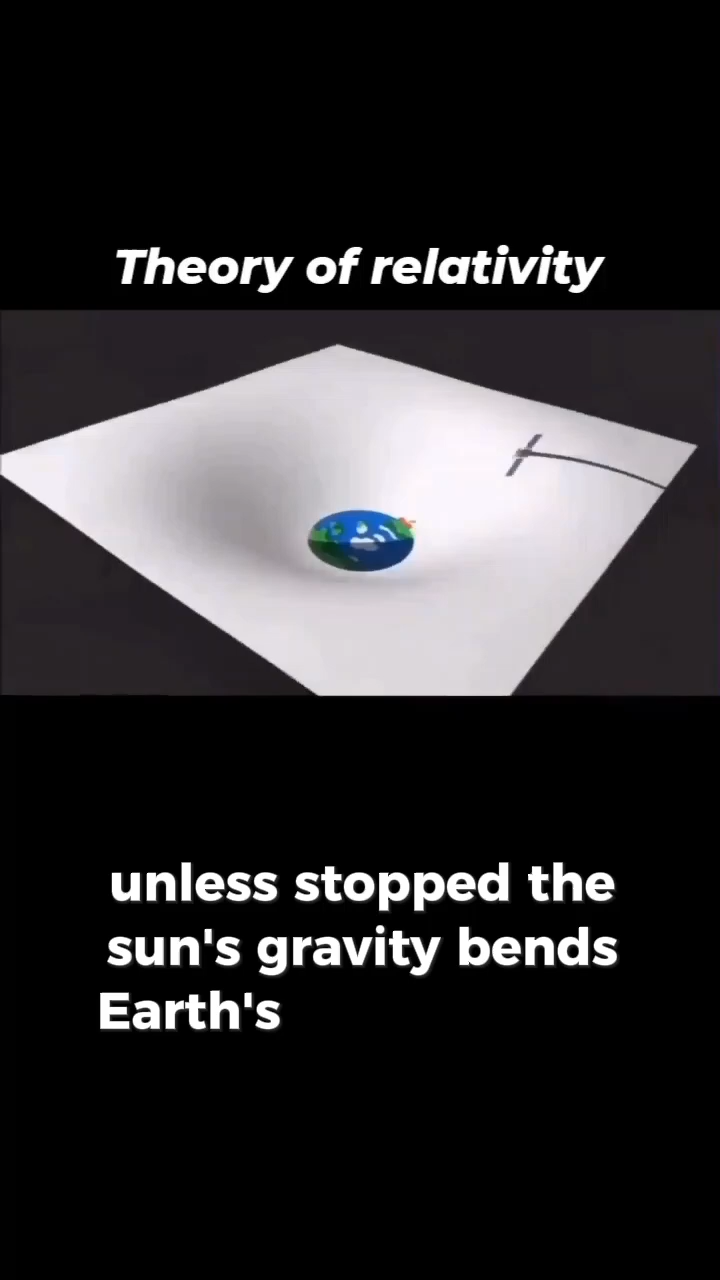 Theory of relativity
unless stopped the
sun's gravity bends
Earth's